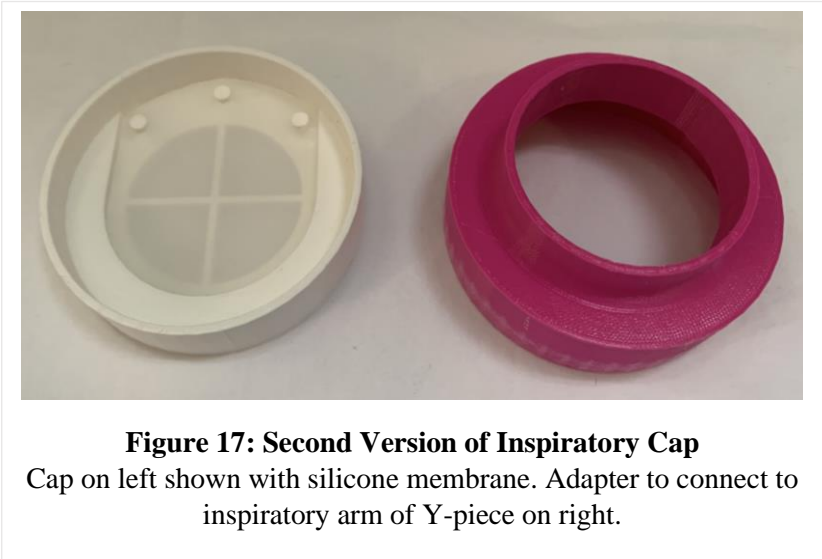 Figure 17: Second Version of Inspiratory Cap
Cap on left shown with silicone membrane. Adapter to connect to
inspiratory arm of Y-piece on right.